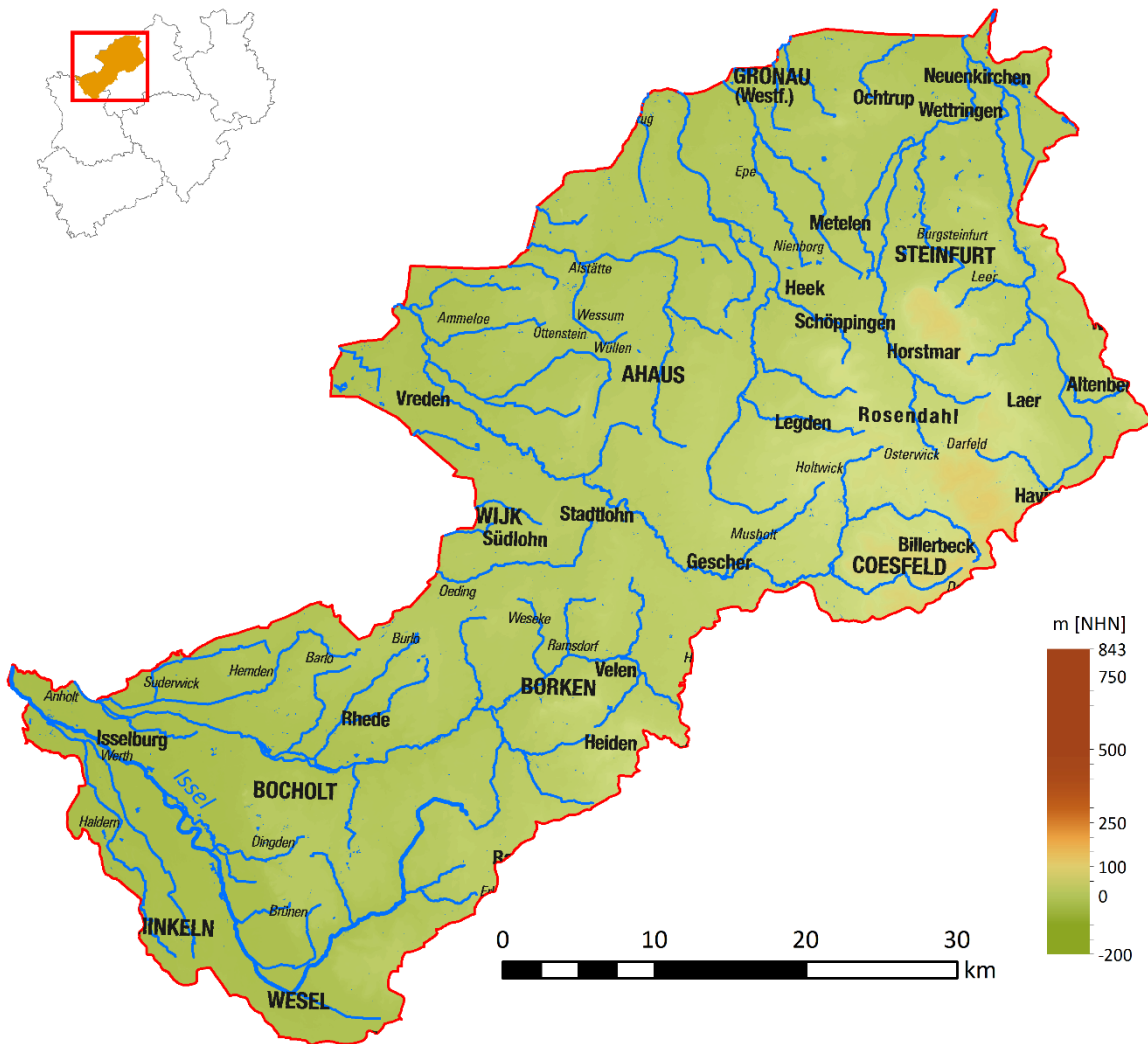 GRONAU
(Westf.)
Neuenkirchen
Ochtrup
Wettringen
Epe
Metelen
Nienborg
Burgsteinfurt
STEINFURT
Alstätte
Leer
Heek
Ammeloe
Wessum
Ottenstein
Wüllen
Schöppingen
Horstmar
AHAUS
Altenber
Vreden
Laer
Legden
Rosendahl
Darfeld
Osterwick
Holtwick
Havi
WIJK
Stadtlohn
Südlohn
Musholt
Billerbeck
Gescher
COESFELD
Oeding
Weseke
m [NHN]
Burlo
Ramsdorf
843
Barlo
Hemden
Velen
750
Suderwick
BORKEN
Anholt
Rhede
Isselburg
Heiden
500
Werth
Issel
BOCHOLT
Haldern
Dingden
250
100
0
Brünen
INKELN
0 10 20 30
-200
km
WESEL